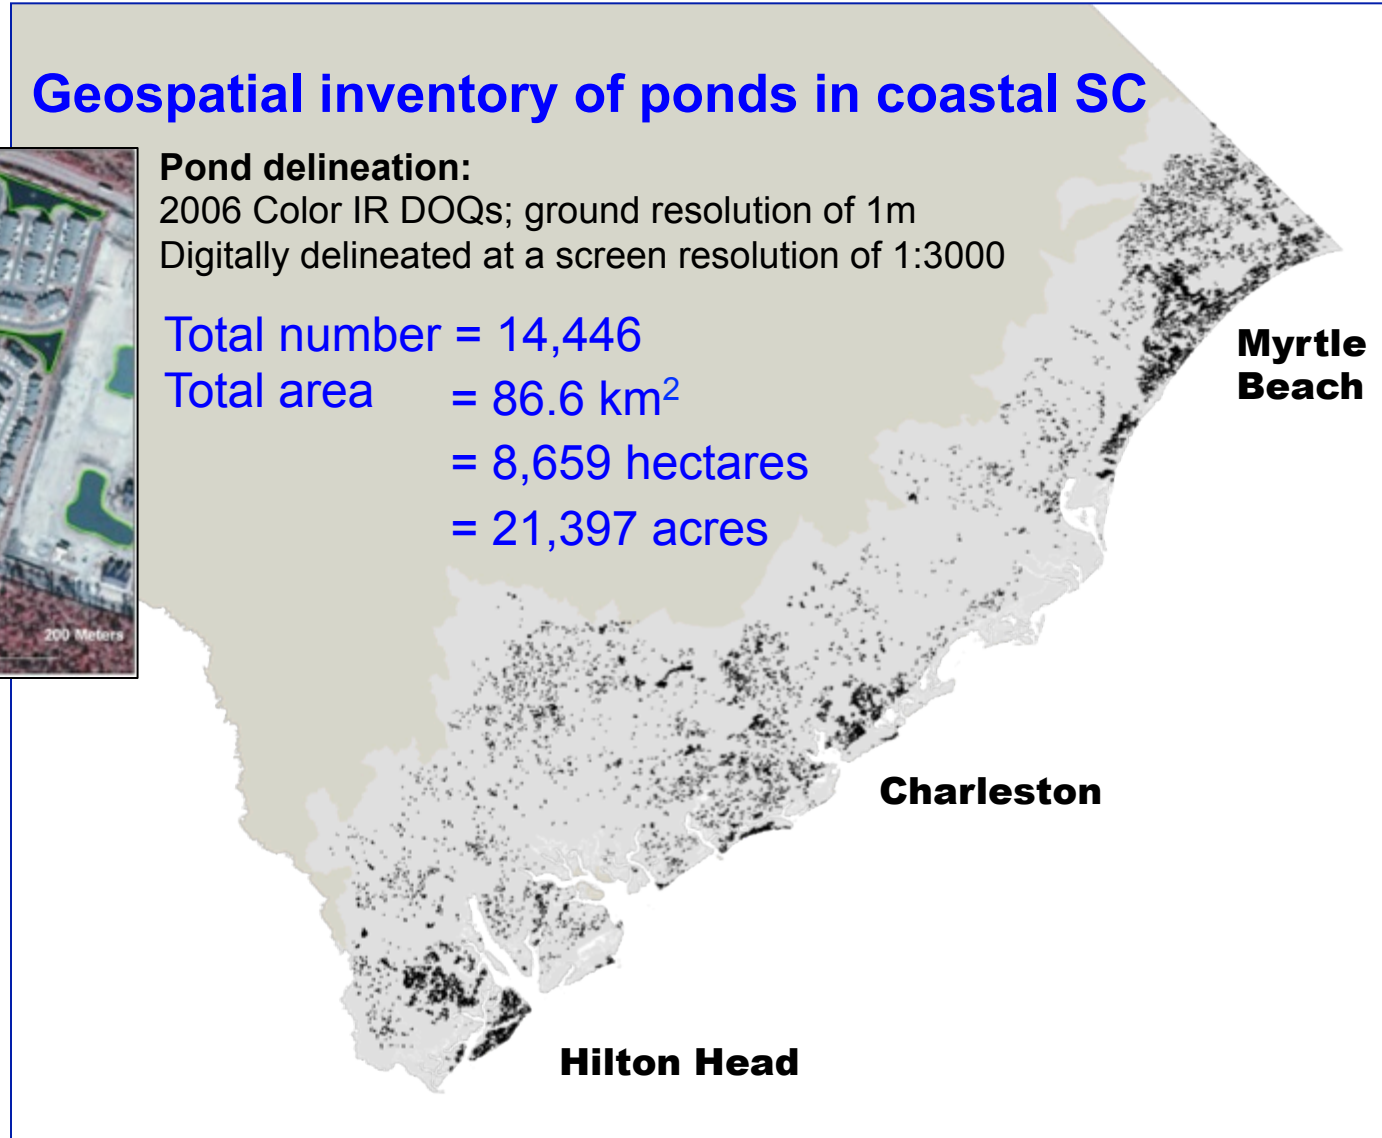 Geospatial inventory of ponds in coastal SC
Pond delineation:
2006 Color IR DOQs; ground resolution of 1m
Digitally delineated at a screen resolution of 1:3000
Total number = 14,446
Total area = 86.6 km²
= 8,659 hectares
= 21,397 acres
200 Meters
Myrtle
Beach
Charleston
Hilton Head